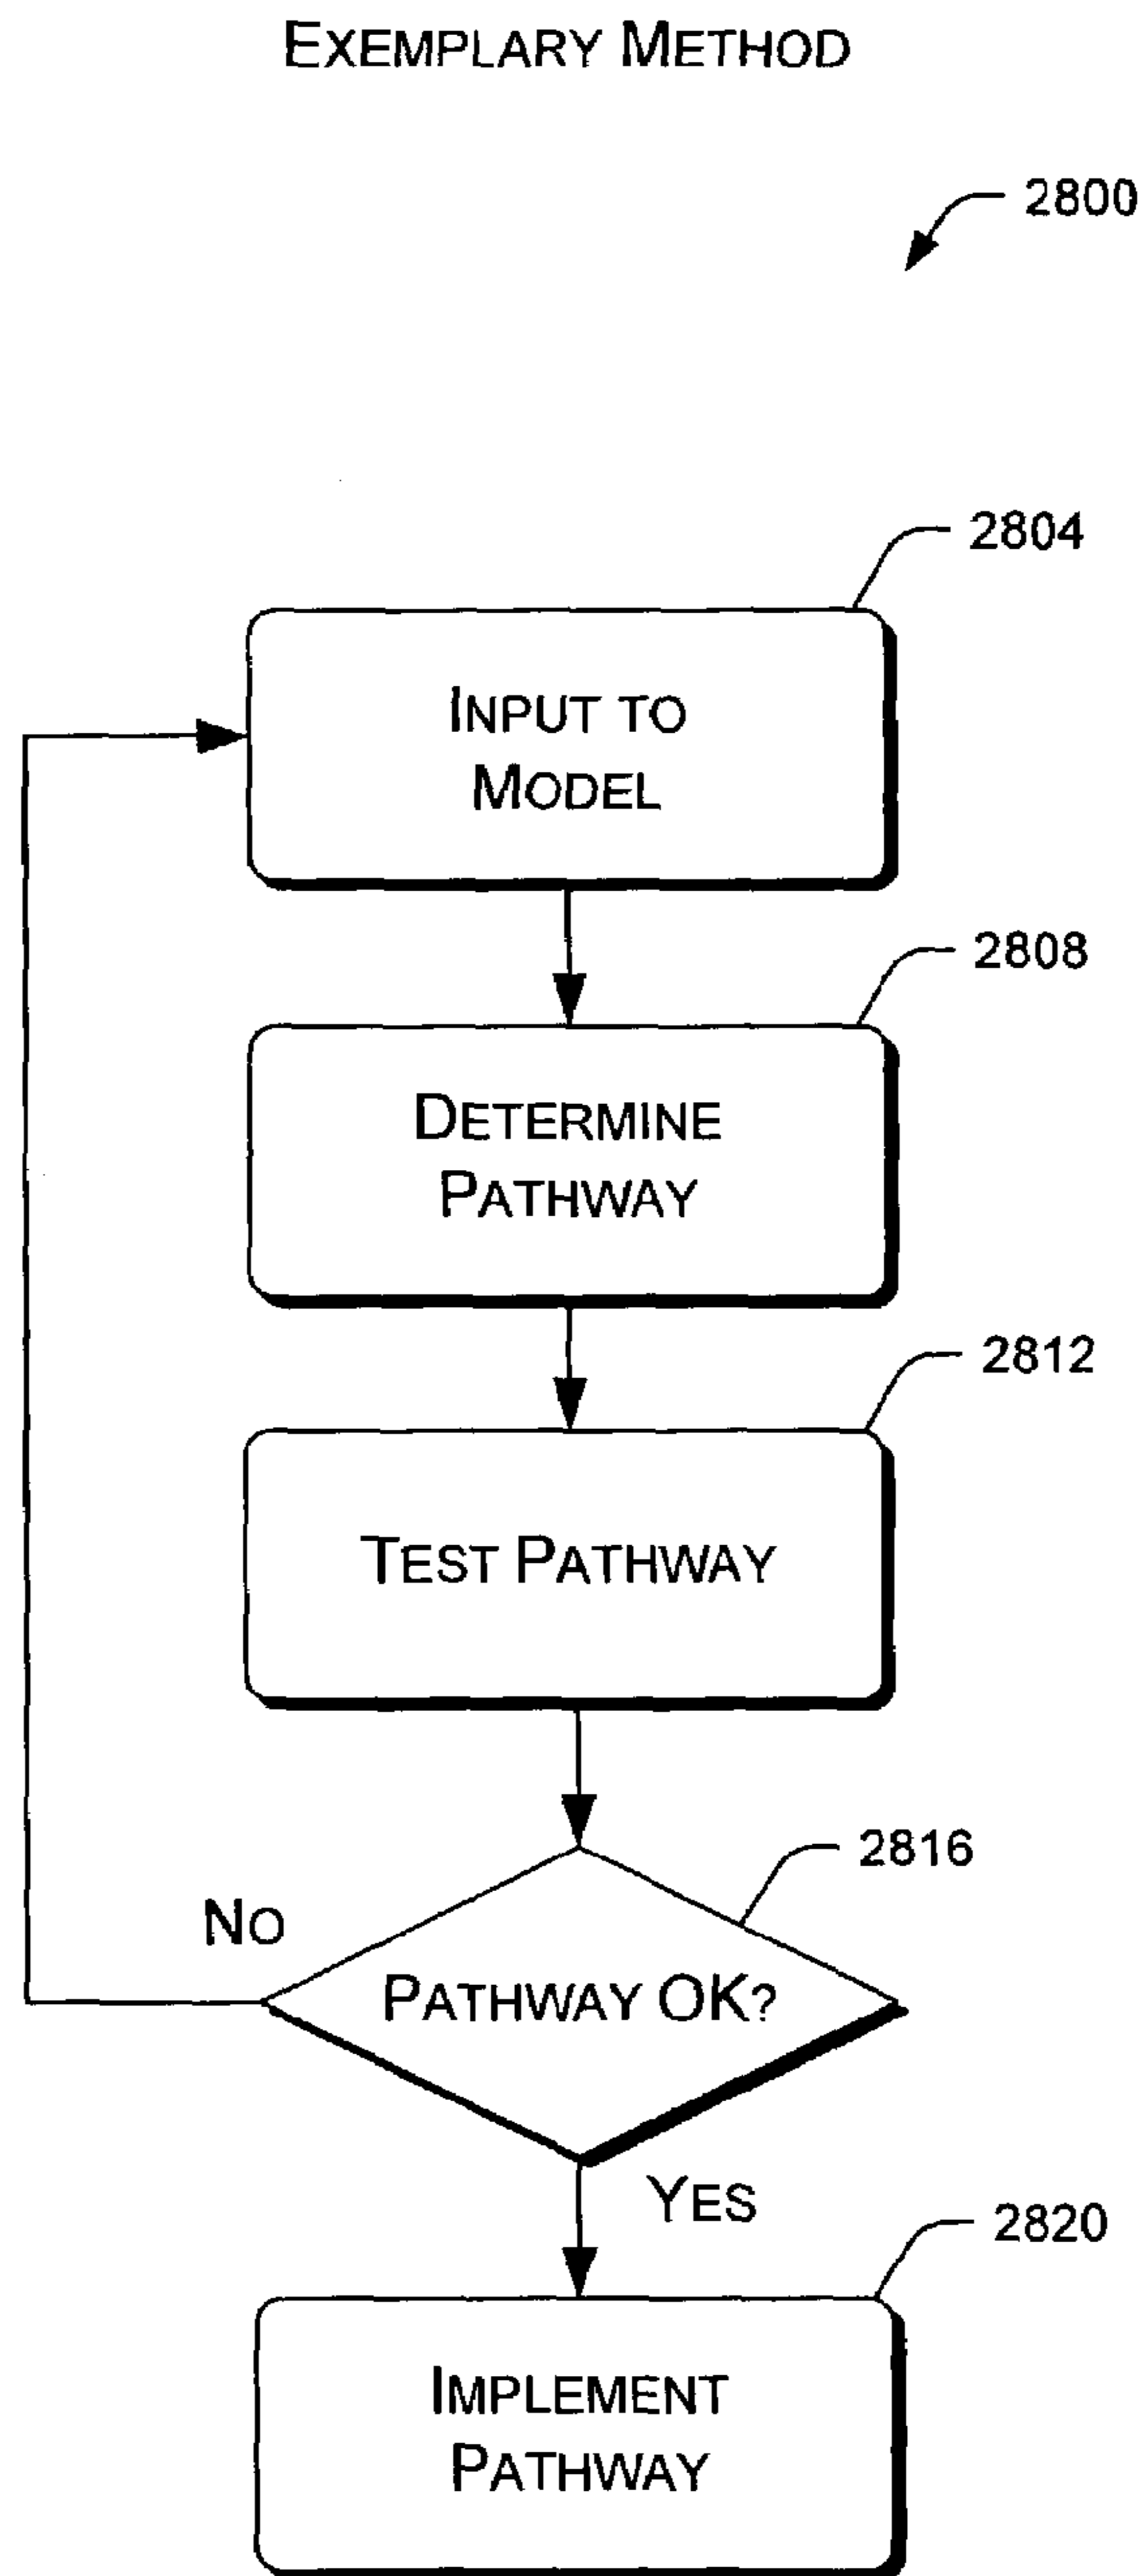 EXEMPLARY METHOD
2800
2804
INPUT TO
MODEL
2808
DETERMINE
PATHWAY
2812
TEST PATHWAY
2816
NO
PATHWAY OK?
YES
2820
IMPLEMENT
PATHWAY